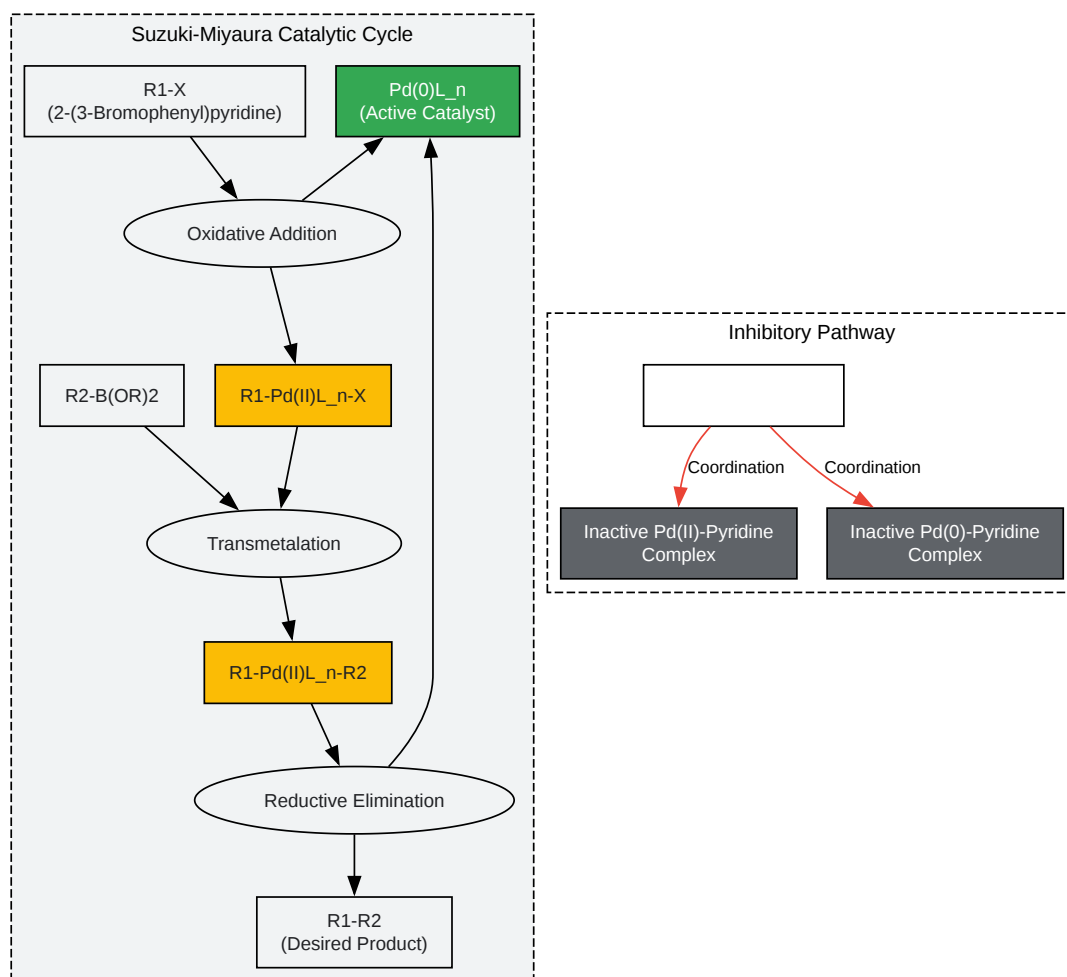 Suzuki-Miyaura Catalytic Cycle
R1-X
(2-(3-Bromophenyl)pyridine)
Pd(0)L_n
(Active Catalyst)
Oxidative Addition
R2-B(OR)2
R1-Pd(II)L_n-X
Transmetalation
R1-Pd(II)L_n-R2
Reductive Elimination
R1-R2
(Desired Product)
Inhibitory Pathway
Coordination
Coordination
Inactive Pd(II)-Pyridine
Complex
Inactive Pd(0)-Pyridine
Complex